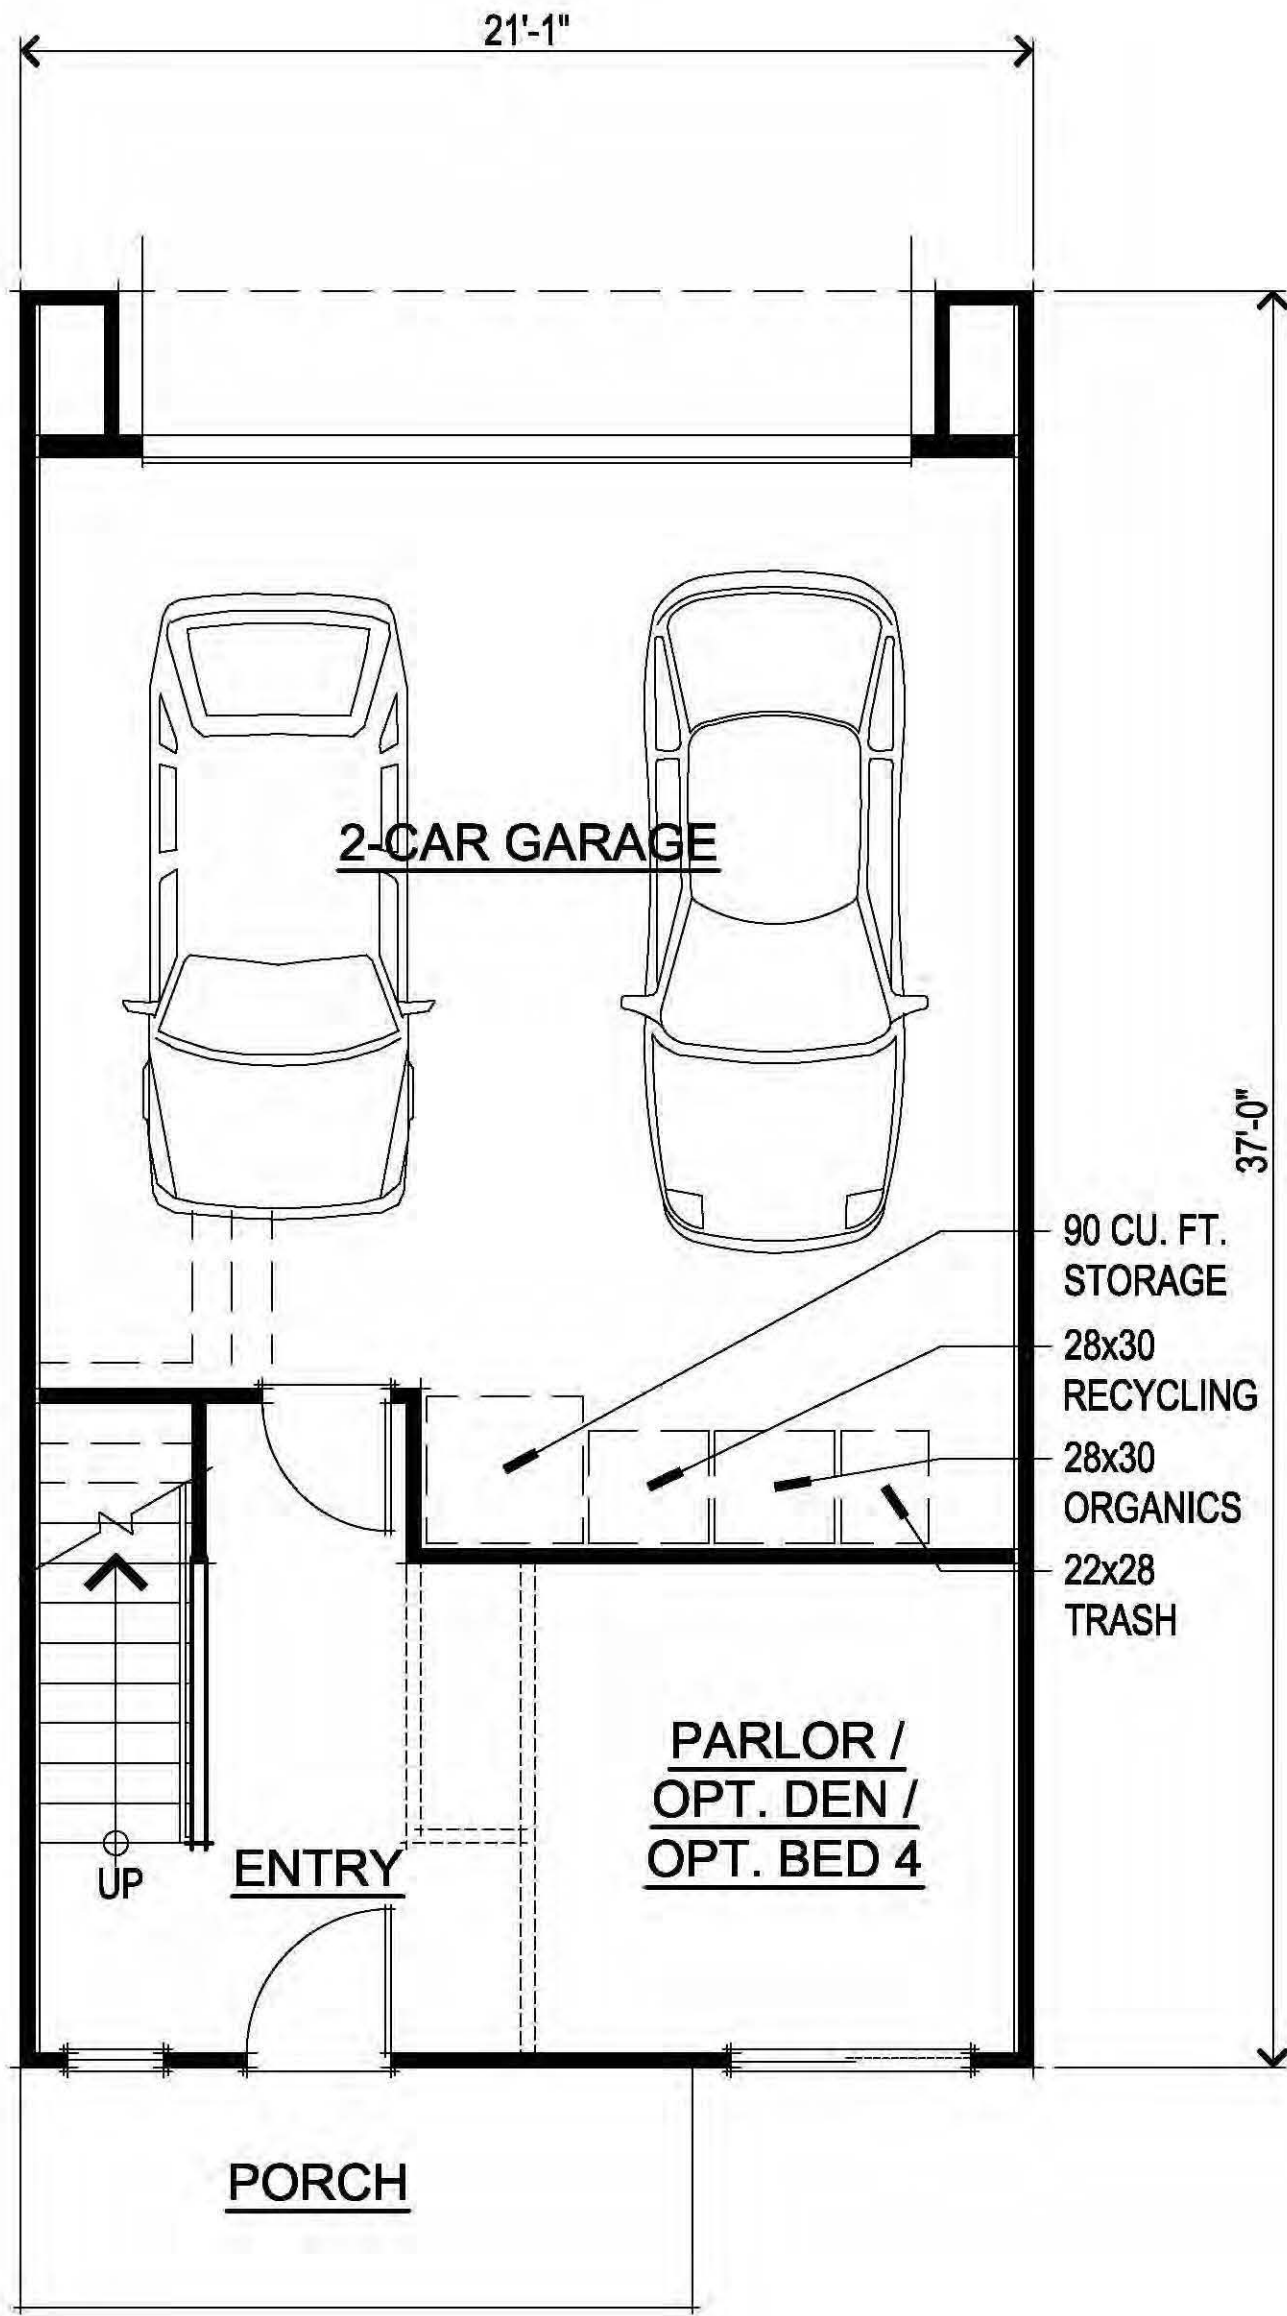 21'-1"
2-CAR GARAGE
37'-0"
90 CU. FT.
STORAGE
28x30
RECYCLING
28x30
ORGANICS
22x28
TRASH
PARLOR /
OPT. DEN /
OPT. BED 4
ENTRY
UP
PORCH